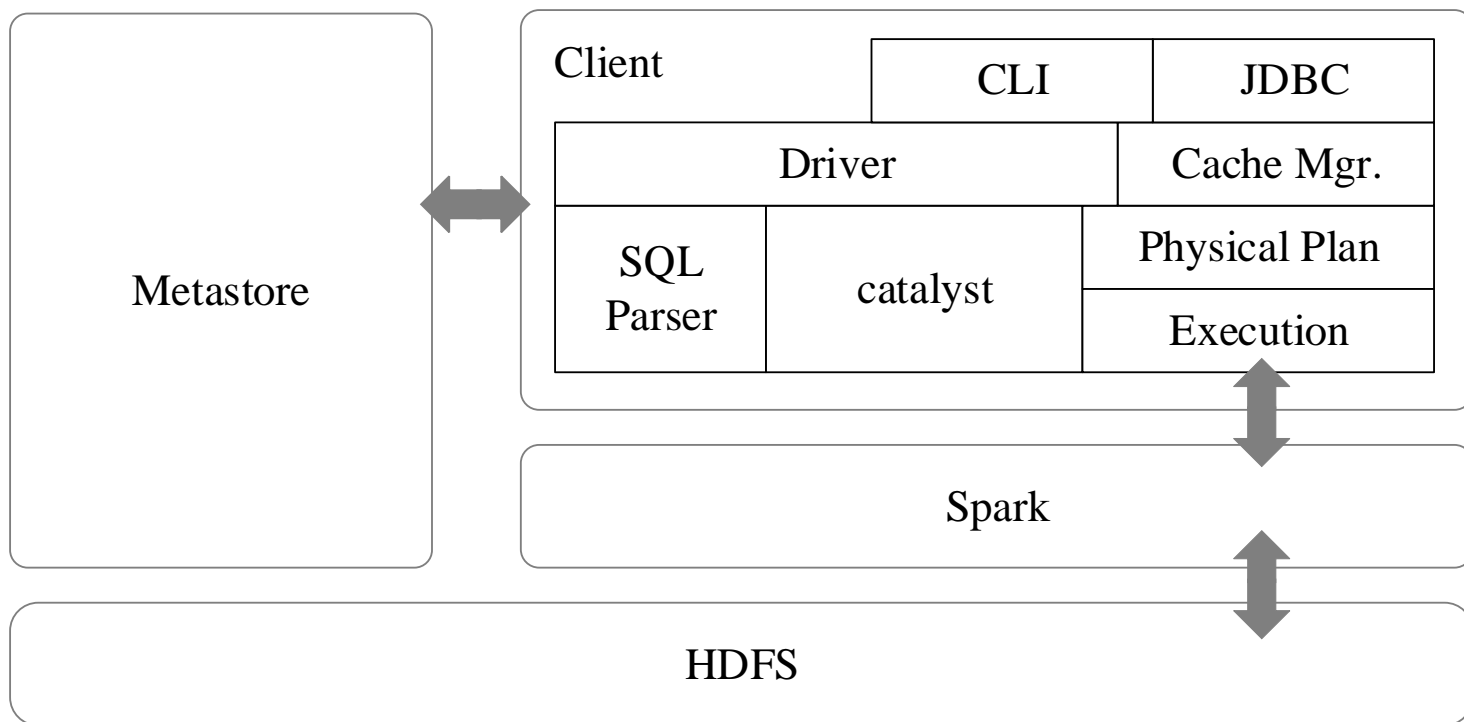 Client
CLI
JDBC
Driver
Cache Mgr.
Metastore
SQL
Parser
catalyst
Physical Plan
Execution
Spark
HDFS